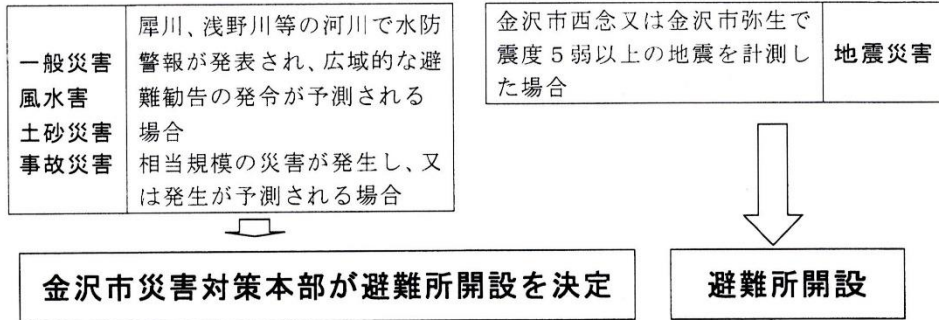 一般災害
風水害
土砂災害
事故災害
犀川、浅野川等の河川で水防
警報が発表され、広域的な避
難勧告の発令が予測される
場合
相当規模の災害が発生し、又
は発生が予測される場合
金沢市西念又は金沢市弥生で
震度５弱以上の地震を計測し
た場合
地震災害
金沢市災害対策本部が避難所開設を決定
避難所開設